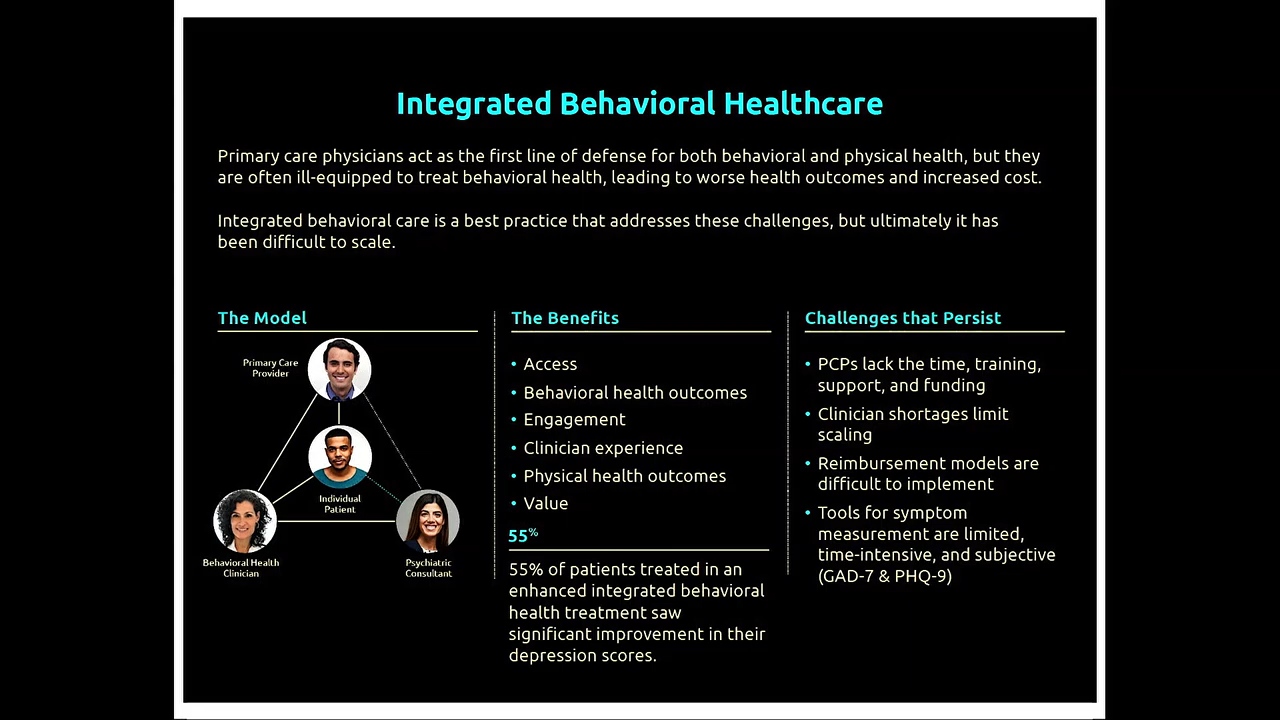 Integrated Behavioral Healthcare
Primary care physicians act as the first line of defense for both behavioral and physical health, but they
are often ill-equipped to treat behavioral health, leading to worse health outcomes and increased cost.
Integrated behavioral care is a best practice that addresses these challenges, but ultimately it has
been difficult to scale.
The Model
Primary Care
Provider
Individual
Patient
Behavioral Health
Clinician
Psychiatric
Consultant
The Benefits
• Access
• Behavioral health outcomes
• Engagement
• Clinician experience
• Physical health outcomes
• Value
55%
55% of patients treated in an
enhanced integrated behavioral
health treatment saw
significant improvement in their
depression scores.
Challenges that Persist
• PCPs lack the time, training,
support, and funding
• Clinician shortages limit
scaling
• Reimbursement models are
difficult to implement
• Tools for symptom
measurement are limited,
time-intensive, and subjective
(GAD-7 & PHQ-9)